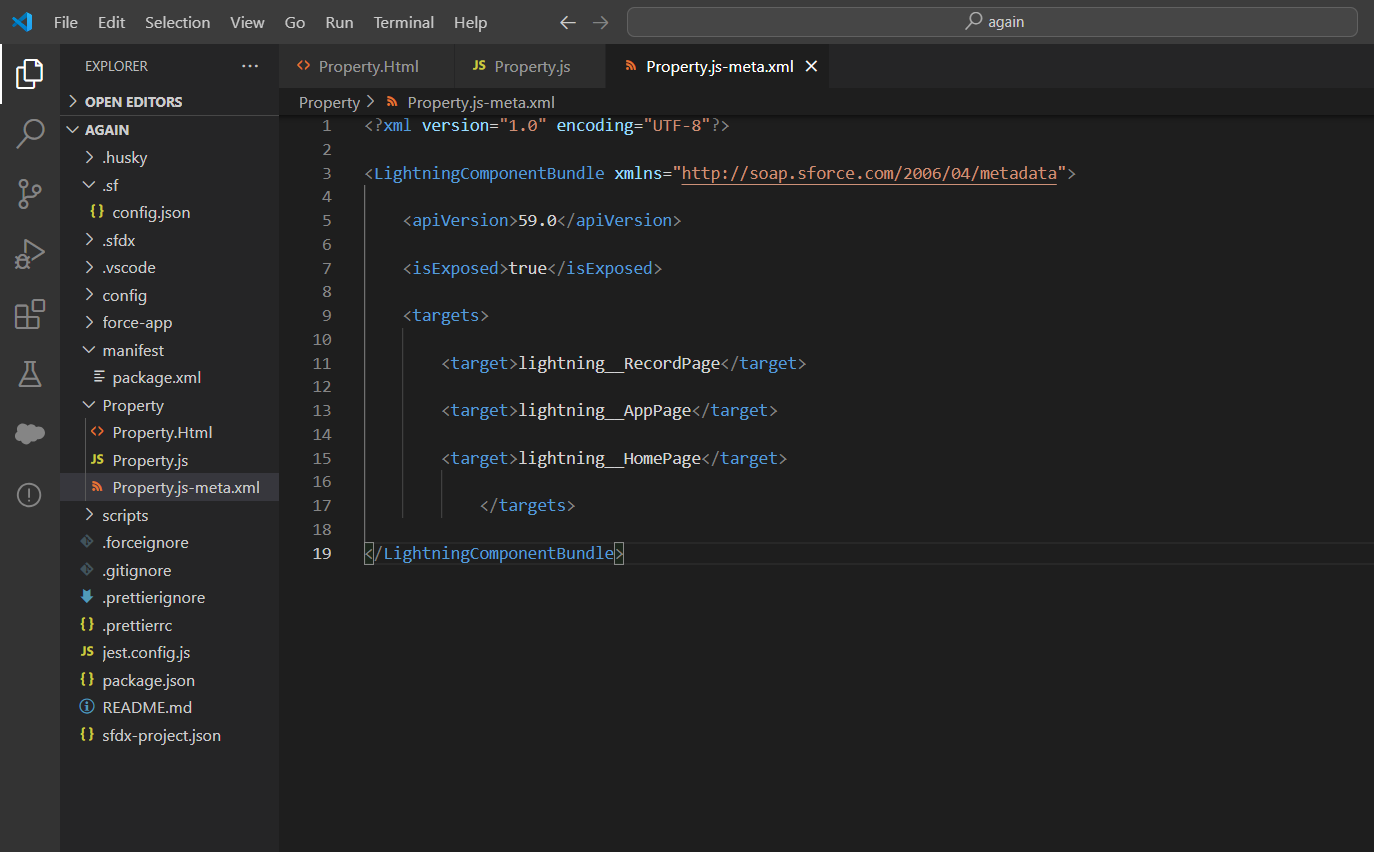 File Edit Selection View Go Run Terminal Help again
EXPLORER ···
Property.Html
JS Property.js
Property.js-meta.xml
OPEN EDITORS
AGAIN
.husky
.sf
{} config.json
.sfdx
.vscode
config
force-app
manifest
package.xml
Property
<> Property.Html
JS Property.js
Property.js-meta.xml
scripts
.forceignore
.gitignore
.prettierignore
{} .prettierrc
JS jest.config.js
{} package.json
README.md
{} sfdx-project.json
Property > Property.js-meta.xml
1 <?xml version="1.0" encoding="UTF-8"?>
2
3 <LightningComponentBundle xmlns="http://soap.sforce.com/2006/04/metadata">
4
5 <apiVersion>59.0</apiVersion>
6
7 <isExposed>true</isExposed>
8
9 <targets>
10
11 <target>lightning__RecordPage</target>
12
13 <target>lightning__AppPage</target>
14
15 <target>lightning__HomePage</target>
16
17 </targets>
18
19 </LightningComponentBundle>